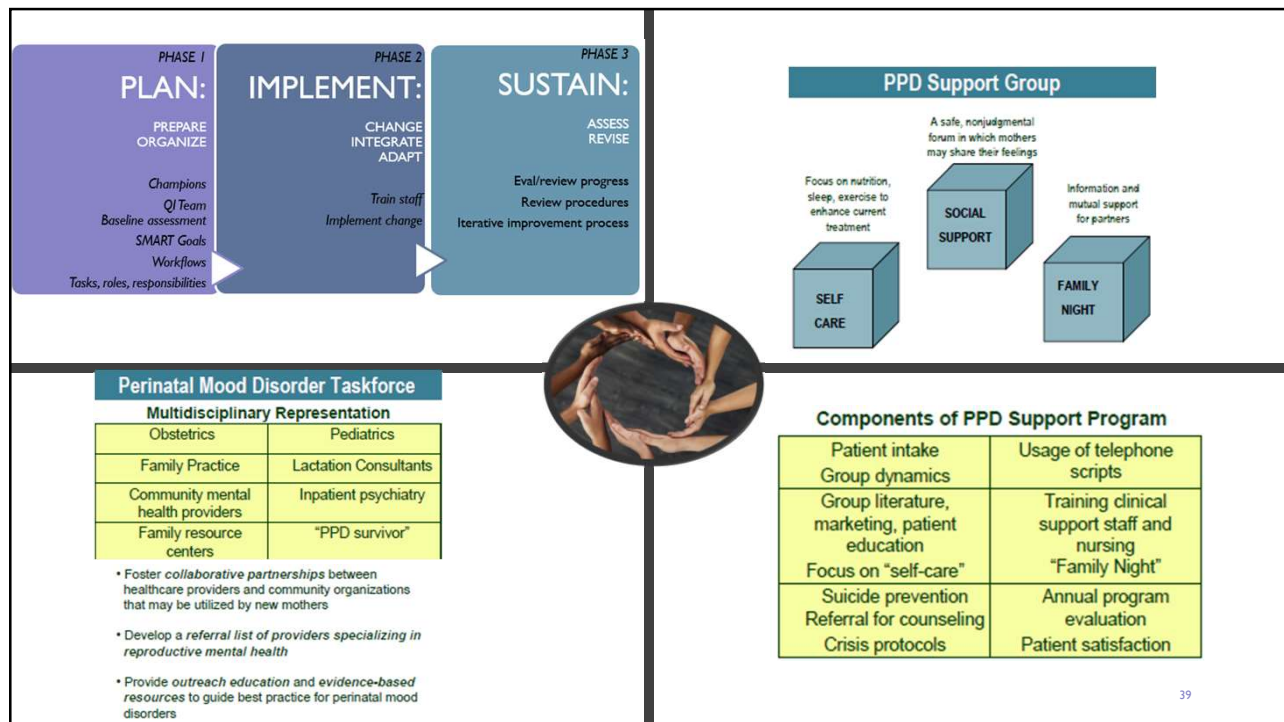 PHASE 1
PLAN:
PREPARE
ORGANIZE
Champions
QI Team
Baseline assessment
SMART Goals
Workflows
Tasks, roles, responsibilities
PHASE 2
IMPLEMENT:
CHANGE
INTEGRATE
ADAPT
Train staff
Implement change
PHASE 3
SUSTAIN:
ASSESS
REVISE
Eval/review progress
Review procedures
Iterative improvement process
PPD Support Group
A safe, nonjudgmental
forum in which mothers
may share their feelings
Focus on nutrition,
sleep, exercise to
enhance current
treatment
Information and
mutual support
for partners
SOCIAL
SUPPORT
SELF
CARE
FAMILY
NIGHT
Perinatal Mood Disorder Taskforce
Multidisciplinary Representation
Obstetrics
Pediatrics
Family Practice
Lactation Consultants
Community mental
health providers
Inpatient psychiatry
Family resource
centers
“PPD survivor”
• Foster collaborative partnerships between
healthcare providers and community organizations
that may be utilized by new mothers
• Develop a referral list of providers specializing in
reproductive mental health
• Provide outreach education and evidence-based
resources to guide best practice for perinatal mood
disorders
Components of PPD Support Program
Patient intake
Group dynamics
Usage of telephone
scripts
Group literature,
marketing, patient
education
Focus on “self-care”
Training clinical
support staff and
nursing
“Family Night”
Suicide prevention
Referral for counseling
Crisis protocols
Annual program
evaluation
Patient satisfaction
39